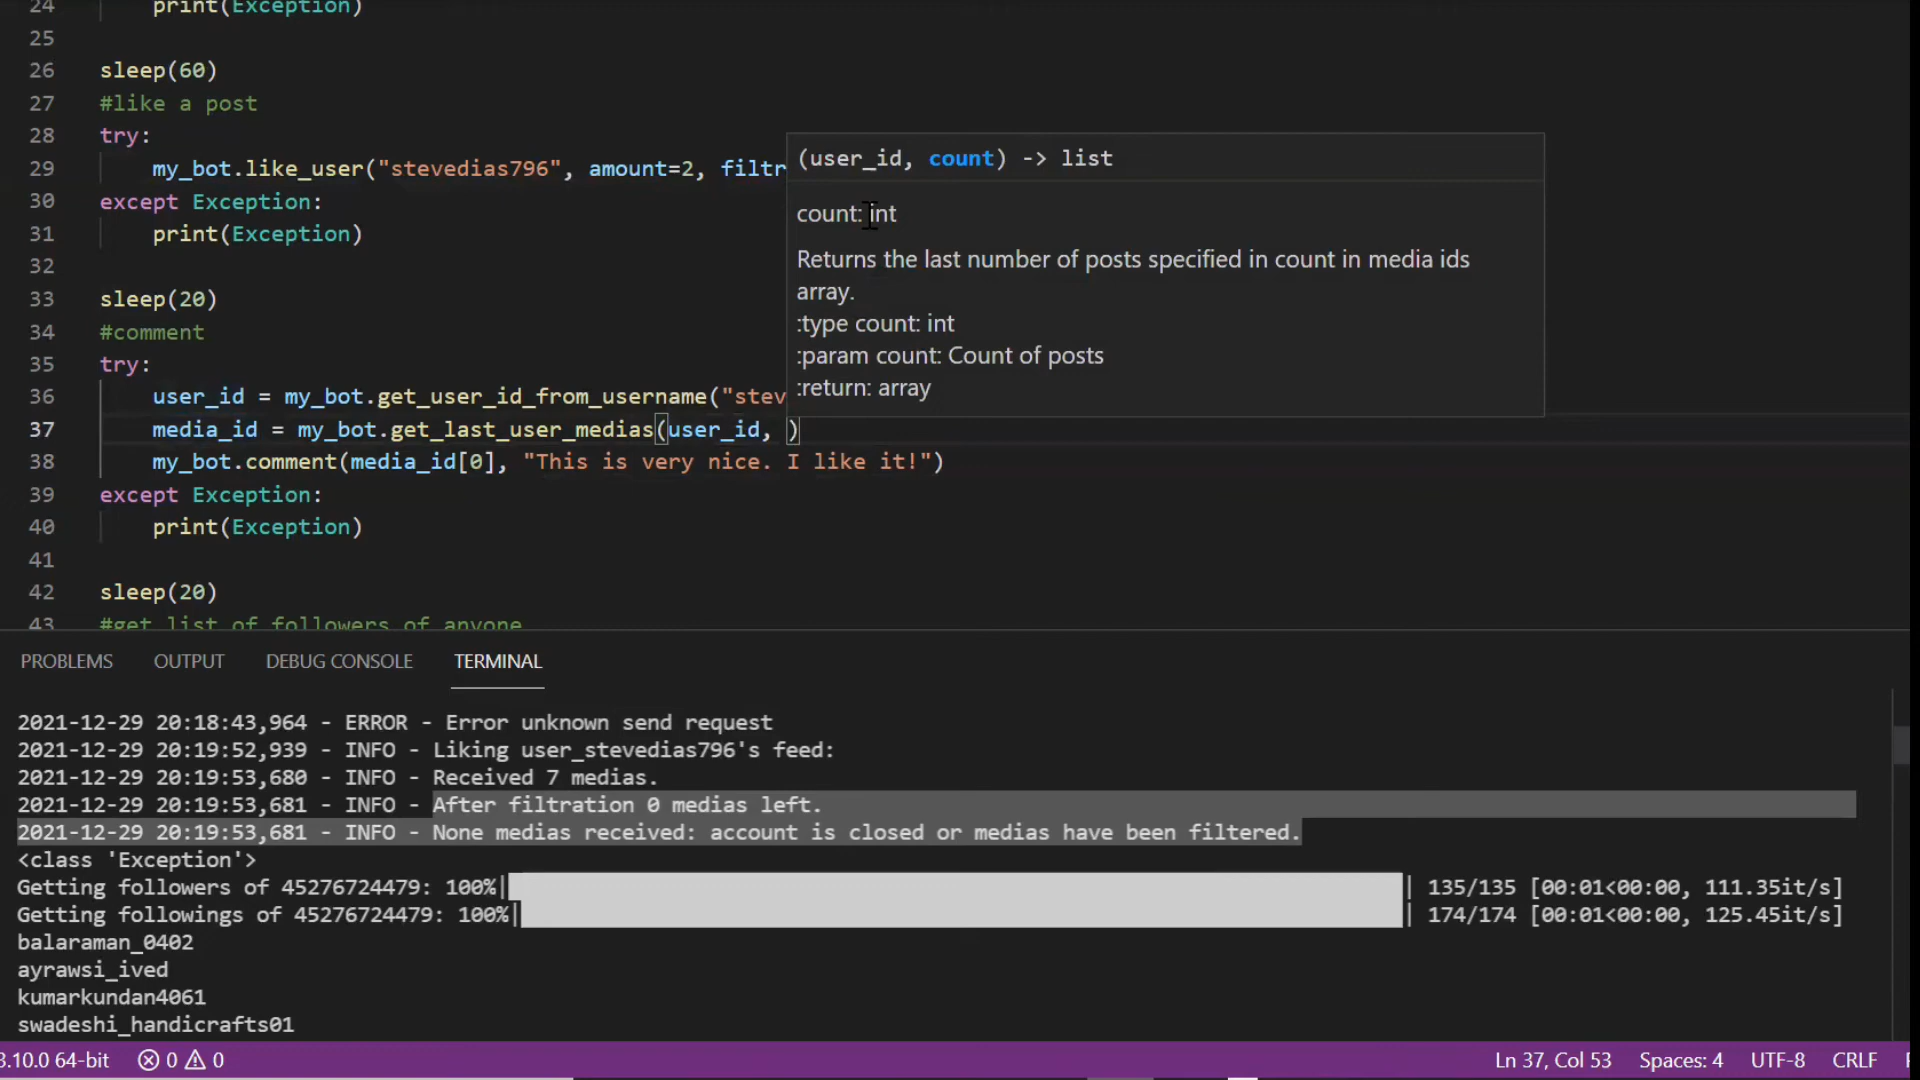 24 print(Exception)
25
26 sleep(60)
27 #like a post
28 try:
29 my_bot.like_user("stevedias796", amount=2, filtr
30 except Exception:
31 print(Exception)
32
33 sleep(20)
34 #comment
35 try:
36 user_id = my_bot.get_user_id_from_username("stev
37 media_id = my_bot.get_last_user_medias(user_id, )
38 my_bot.comment(media_id[0], "This is very nice. I like it!")
39 except Exception:
40 print(Exception)
41
42 sleep(20)
43 #get list of followers of anyone
(user_id, count) -> list
count: int
Returns the last number of posts specified in count in media ids
array.
:type count: int
:param count: Count of posts
:return: array
PROBLEMS OUTPUT DEBUG CONSOLE TERMINAL
2021-12-29 20:18:43,964 - ERROR - Error unknown send request
2021-12-29 20:19:52,939 - INFO - Liking user_stevedias796's feed:
2021-12-29 20:19:53,680 - INFO - Received 7 medias.
2021-12-29 20:19:53,681 - INFO - After filtration 0 medias left.
2021-12-29 20:19:53,681 - INFO - None medias received: account is closed or medias have been filtered.
<class 'Exception'>
Getting followers of 45276724479: 100%| | 135/135 [00:01<00:00, 111.35it/s]
Getting followings of 45276724479: 100%| | 174/174 [00:01<00:00, 125.45it/s]
balaraman_0402
ayrawsi_ived
kumarkundan4061
swadeshi_handicrafts01
3.10.0 64-bit 0 0 Ln 37, Col 53 Spaces: 4 UTF-8 CRLF